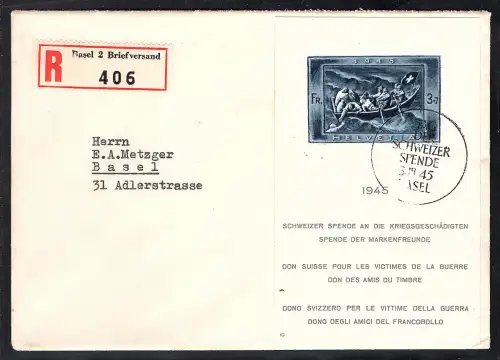 Basel 2 Briefversand
R
406
Herrn
E.A.Metzger
Basel
31 Adlerstrasse
1945
FR. 3+7
HELVETIA
SCHWEIZER
SPENDE
45
1945
SCHWEIZER SPENDE AN DIE KRIEGSGESCHÄDIGTEN
SPENDE DER MARKENFREUNDE
DON SUISSE POUR LES VICTIMES DE LA GUERRE
DON DES AMIS DU TIMBRE
DONO SVIZZERO PER LE VITTIME DELLA GUERRA
DONO DEGLI AMICI DEL FRANCOBOLLO